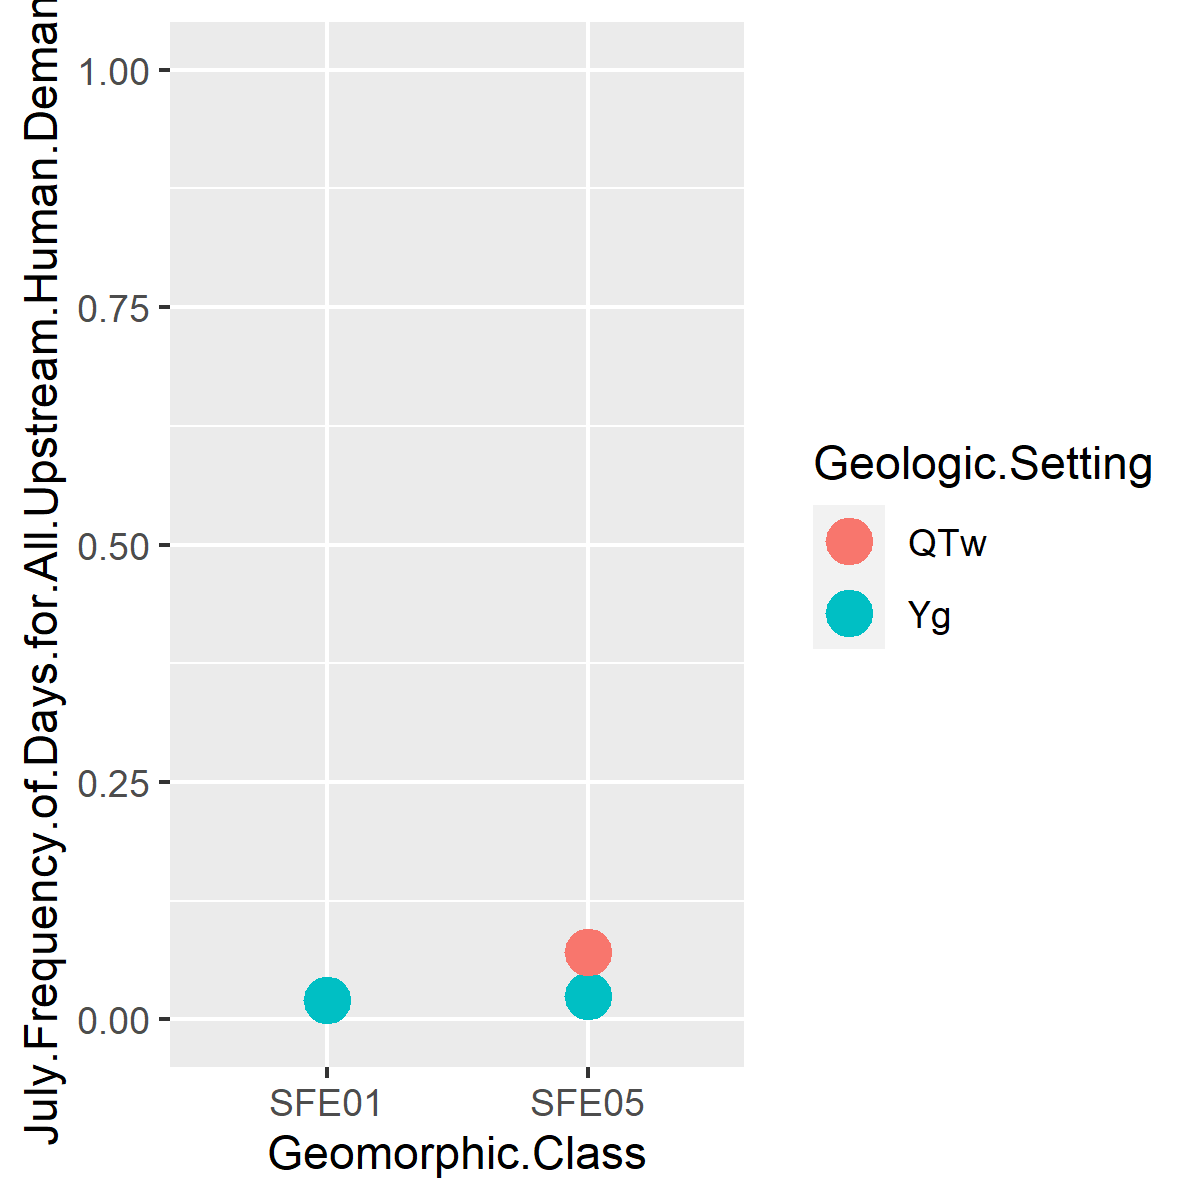 July.Frequency.of.Days.for.All.Upstream.Human.Deman
1.00
0.75
0.50
0.25
0.00
SFE01
SFE05
Geomorphic.Class
Geologic.Setting
QTw
Yg